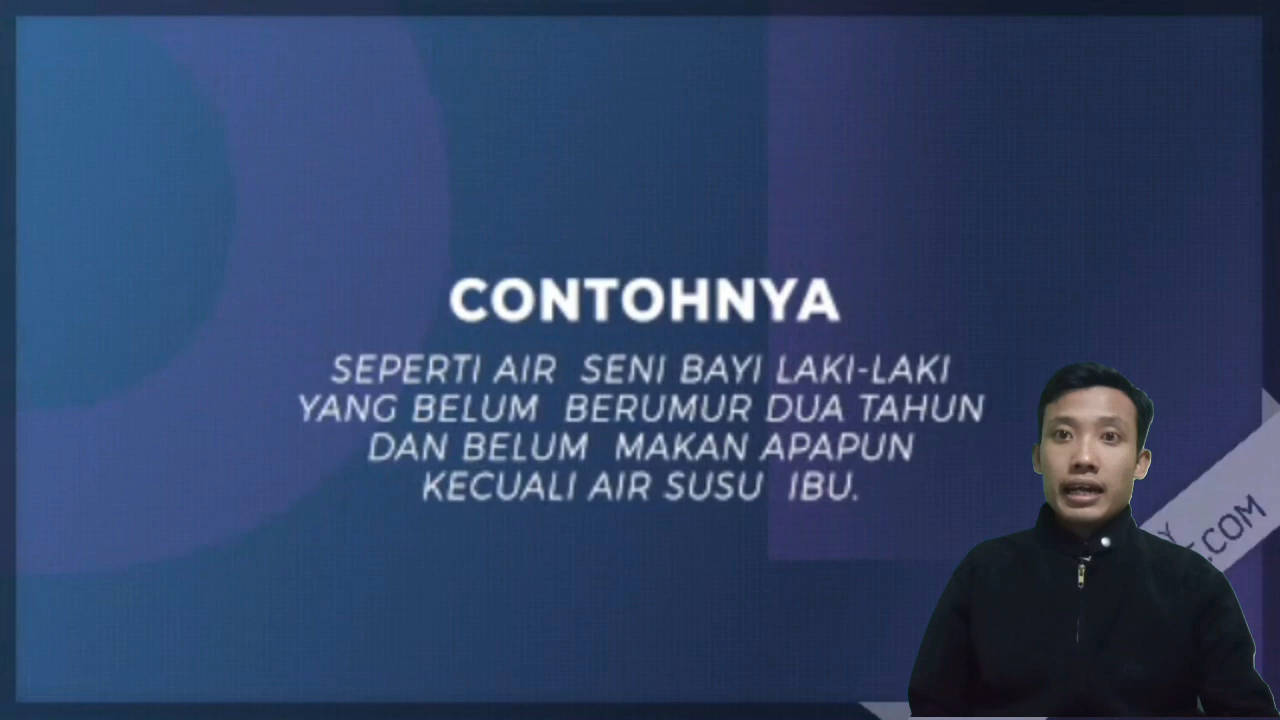 CONTOHNYA
SEPERTI AIR SENI BAYI LAKI-LAKI
YANG BELUM BERUMUR DUA TAHUN
DAN BELUM MAKAN APAPUN
KECUALI AIR SUSU IBU.
.COM